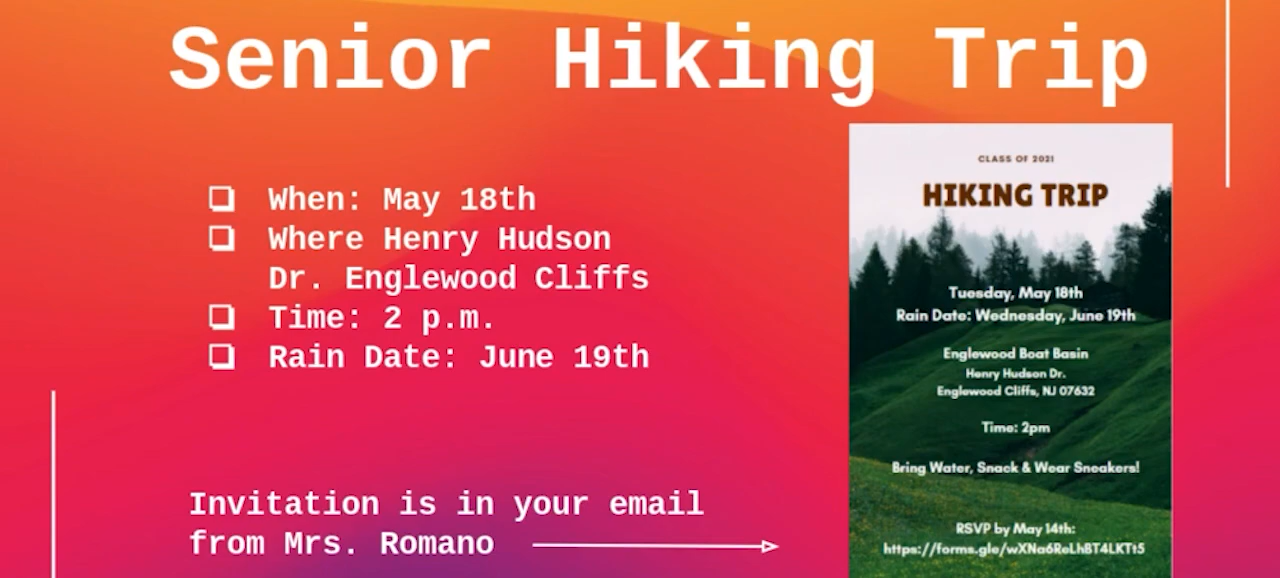 Senior Hiking Trip
❏ When: May 18th
❏ Where Henry Hudson
Dr. Englewood Cliffs
❏ Time: 2 p.m.
❏ Rain Date: June 19th
Invitation is in your email
from Mrs. Romano
CLASS OF 2021
HIKING TRIP
Tuesday, May 18th
Rain Date: Wednesday, June 19th
Englewood Boat Basin
Henry Hudson Dr.
Englewood Cliffs, NJ 07632
Time: 2pm
Bring Water, Snack & Wear Sneakers!
RSVP by May 14th:
https://forms.gle/wXNa6ReLhBT4LKTt5